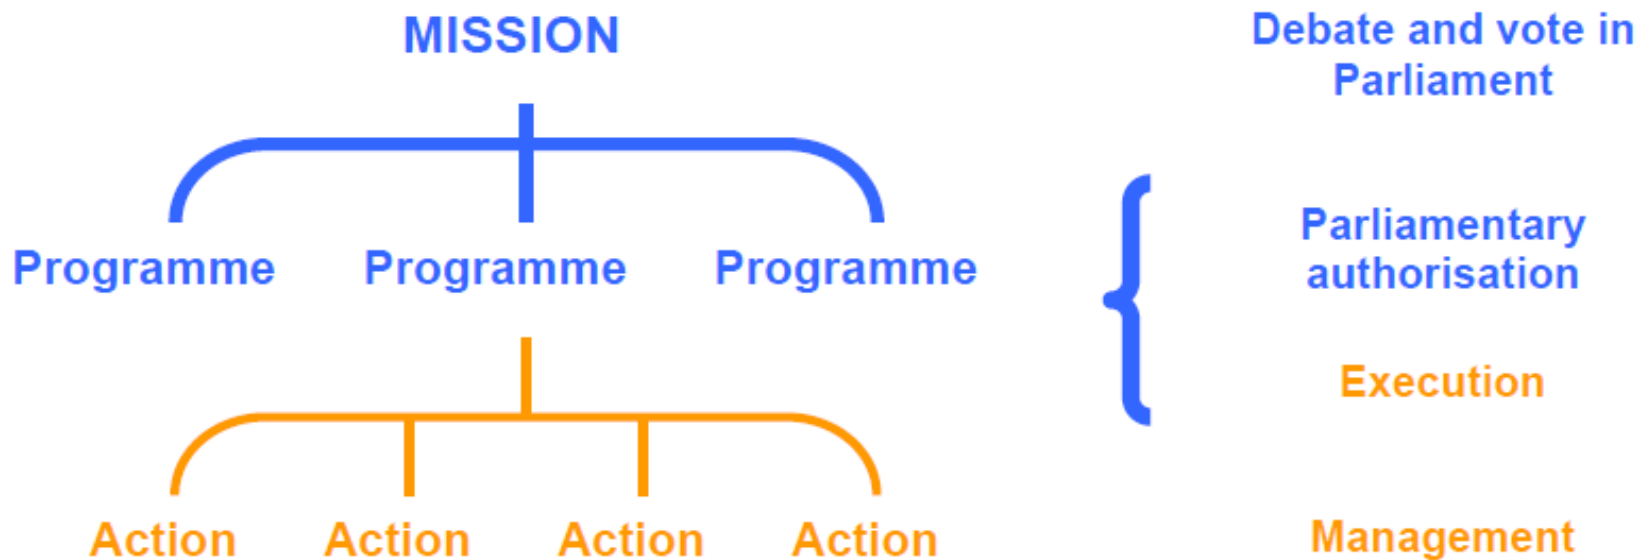 MISSION
Debate and vote in
Parliament
Programme Programme Programme
Parliamentary
authorisation
Execution
Action Action Action Action
Management